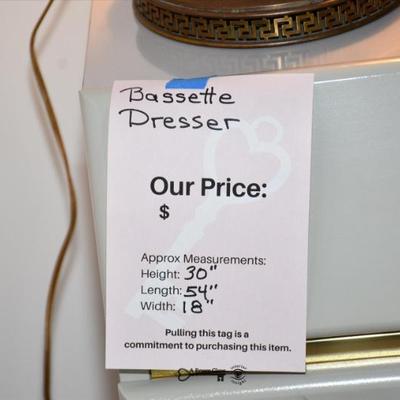 Bassette
Dresser
Our Price:
$
Approx Measurements:
Height: 30"
Length: 54"
Width: 18"
Pulling this tag is a
commitment to purchasing this item.